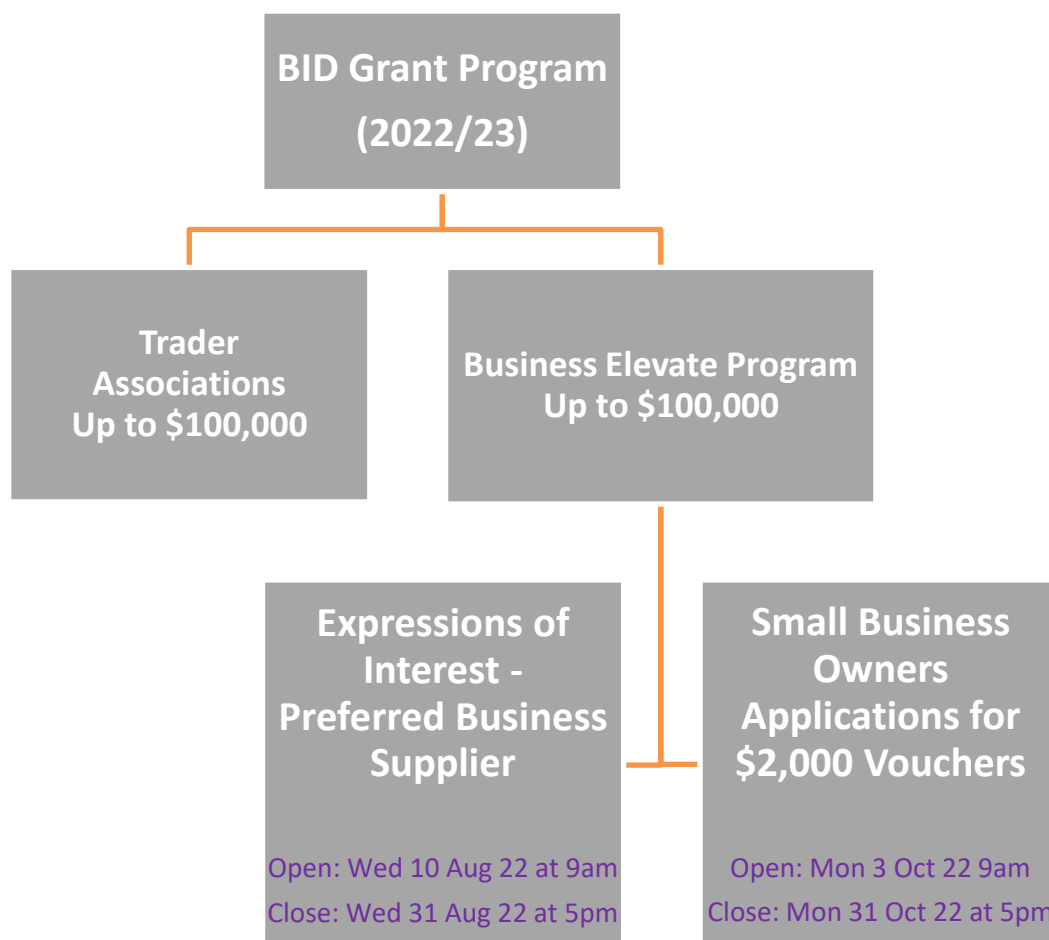 BID Grant Program
(2022/23)
Trader
Associations
Up to $100,000
Business Elevate Program
Up to $100,000
Expressions of
Interest -
Preferred Business
Supplier
Open: Wed 10 Aug 22 at 9am
Close: Wed 31 Aug 22 at 5pm
Small Business
Owners
Applications for
$2,000 Vouchers
Open: Mon 3 Oct 22 9am
Close: Mon 31 Oct 22 at 5pm